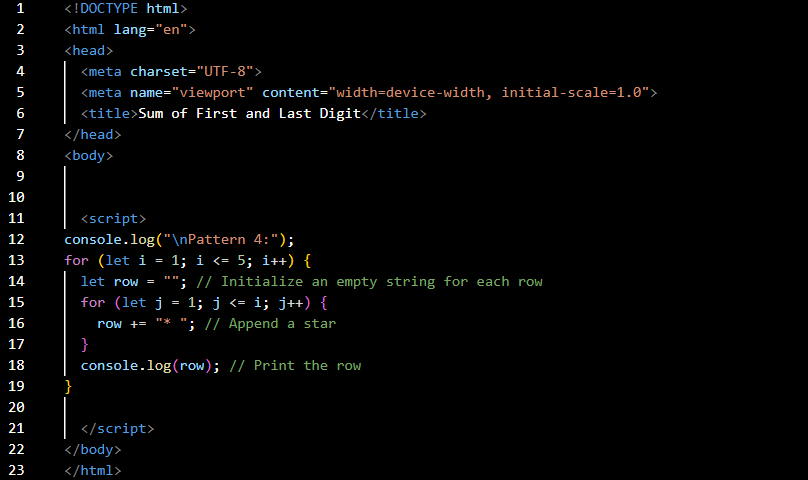 1 <!DOCTYPE html>
2 <html lang="en">
3 <head>
4 <meta charset="UTF-8">
5 <meta name="viewport" content="width=device-width, initial-scale=1.0">
6 <title>Sum of First and Last Digit</title>
7 </head>
8 <body>
9
10
11 <script>
12 console.log("\nPattern 4:");
13 for (let i = 1; i <= 5; i++) {
14 let row = ""; // Initialize an empty string for each row
15 for (let j = 1; j <= i; j++) {
16 row += "* "; // Append a star
17 }
18 console.log(row); // Print the row
19 }
20
21 </script>
22 </body>
23 </html>